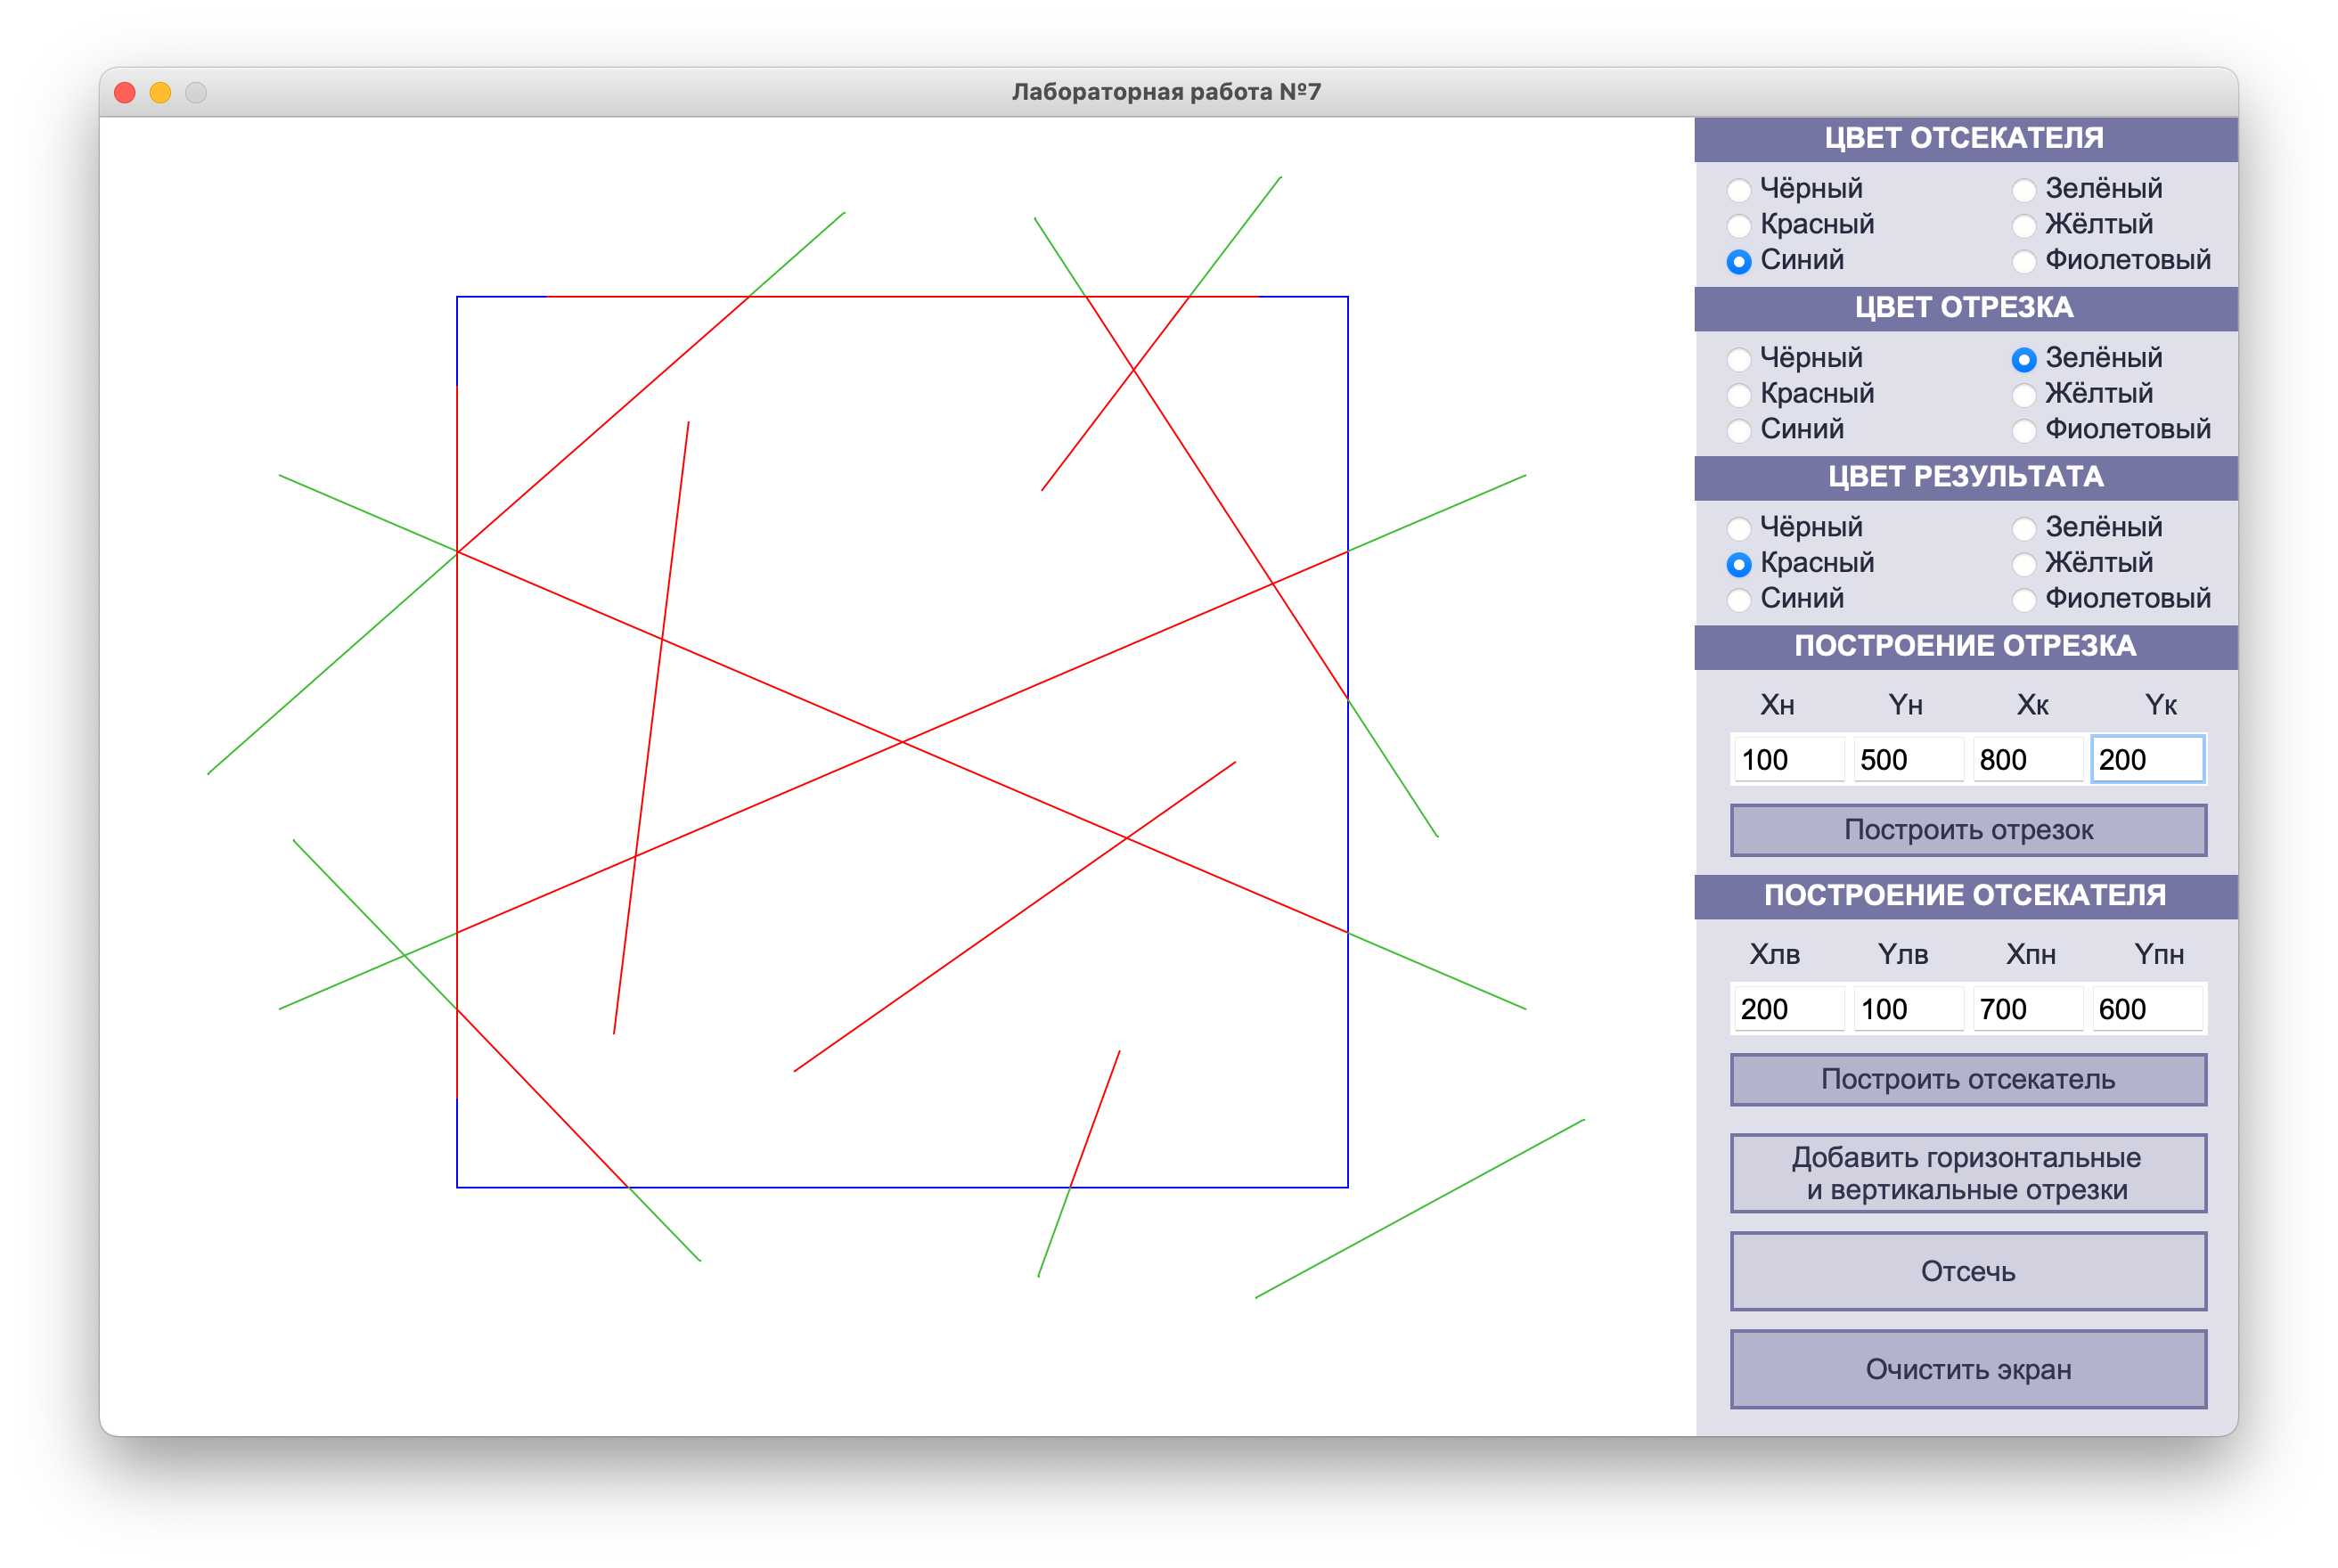 Лабораторная работа №7
ЦВЕТ ОТСЕКАТЕЛЯ
Чёрный Зелёный
Красный Жёлтый
Синий Фиолетовый
ЦВЕТ ОТРЕЗКА
Чёрный Зелёный
Красный Жёлтый
Синий Фиолетовый
ЦВЕТ РЕЗУЛЬТАТА
Чёрный Зелёный
Красный Жёлтый
Синий Фиолетовый
ПОСТРОЕНИЕ ОТРЕЗКА
Xн Yн Xк Yк
100 500 800 200
Построить отрезок
ПОСТРОЕНИЕ ОТСЕКАТЕЛЯ
Xлв Yлв Xпн Yпн
200 100 700 600
Построить отсекатель
Добавить горизонтальные
и вертикальные отрезки
Отсечь
Очистить экран